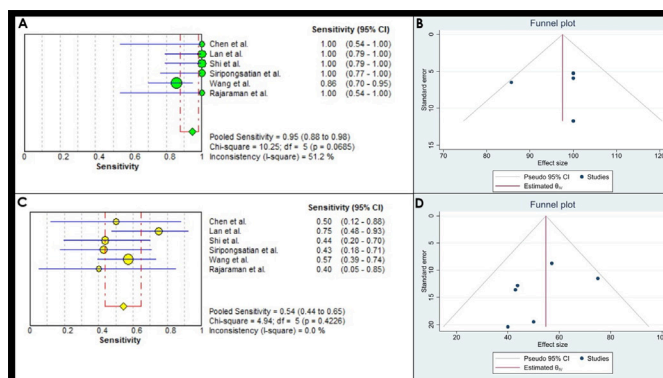 A
Sensitivity (95% CI)
Chen et al. 1.00 (0.54 - 1.00)
Lan et al. 1.00 (0.79 - 1.00)
Shi et al. 1.00 (0.79 - 1.00)
Siripongsatian et al. 1.00 (0.77 - 1.00)
Wang et al. 0.86 (0.70 - 0.95)
Rajaraman et al. 1.00 (0.54 - 1.00)
Pooled Sensitivity = 0.95 (0.88 to 0.98)
Chi-square = 10.25; df = 5 (p = 0.0685)
Inconsistency (I-square) = 51.2 %
0 0.2 0.4 0.6 0.8 1
Sensitivity
B
Funnel plot
Standard error
0
5
10
15
70 80 90 100 110 120
Effect size
Pseudo 95% CI Studies
Estimated θIV
C
Sensitivity (95% CI)
Chen et al. 0.50 (0.12 - 0.88)
Lan et al. 0.75 (0.48 - 0.93)
Shi et al. 0.44 (0.20 - 0.70)
Siripongsatian et al. 0.43 (0.18 - 0.71)
Wang et al. 0.57 (0.39 - 0.74)
Rajaraman et al. 0.40 (0.05 - 0.85)
Pooled Sensitivity = 0.54 (0.44 to 0.65)
Chi-square = 4.94; df = 5 (p = 0.4226)
Inconsistency (I-square) = 0.0 %
0 0.2 0.4 0.6 0.8 1
Sensitivity
D
Funnel plot
Standard error
0
5
10
15
20
20 40 60 80
Effect size
Pseudo 95% CI Studies
Estimated θIV